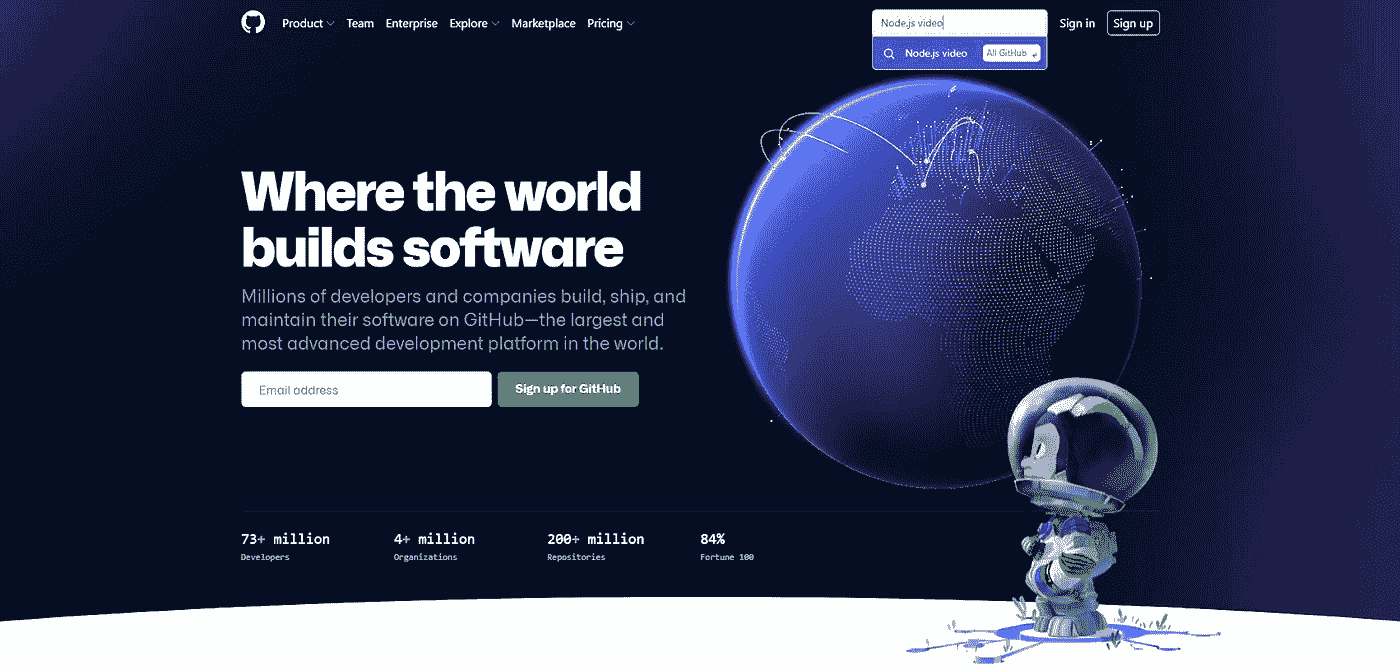 Product Team Enterprise Explore Marketplace Pricing Node.js video Sign in Sign up
Node.js video All GitHub
Where the world
builds software
Millions of developers and companies build, ship, and
maintain their software on GitHub—the largest and
most advanced development platform in the world.
Email address Sign up for GitHub
73+ million 4+ million 200+ million 84%
Developers Organizations Repositories Fortune 100